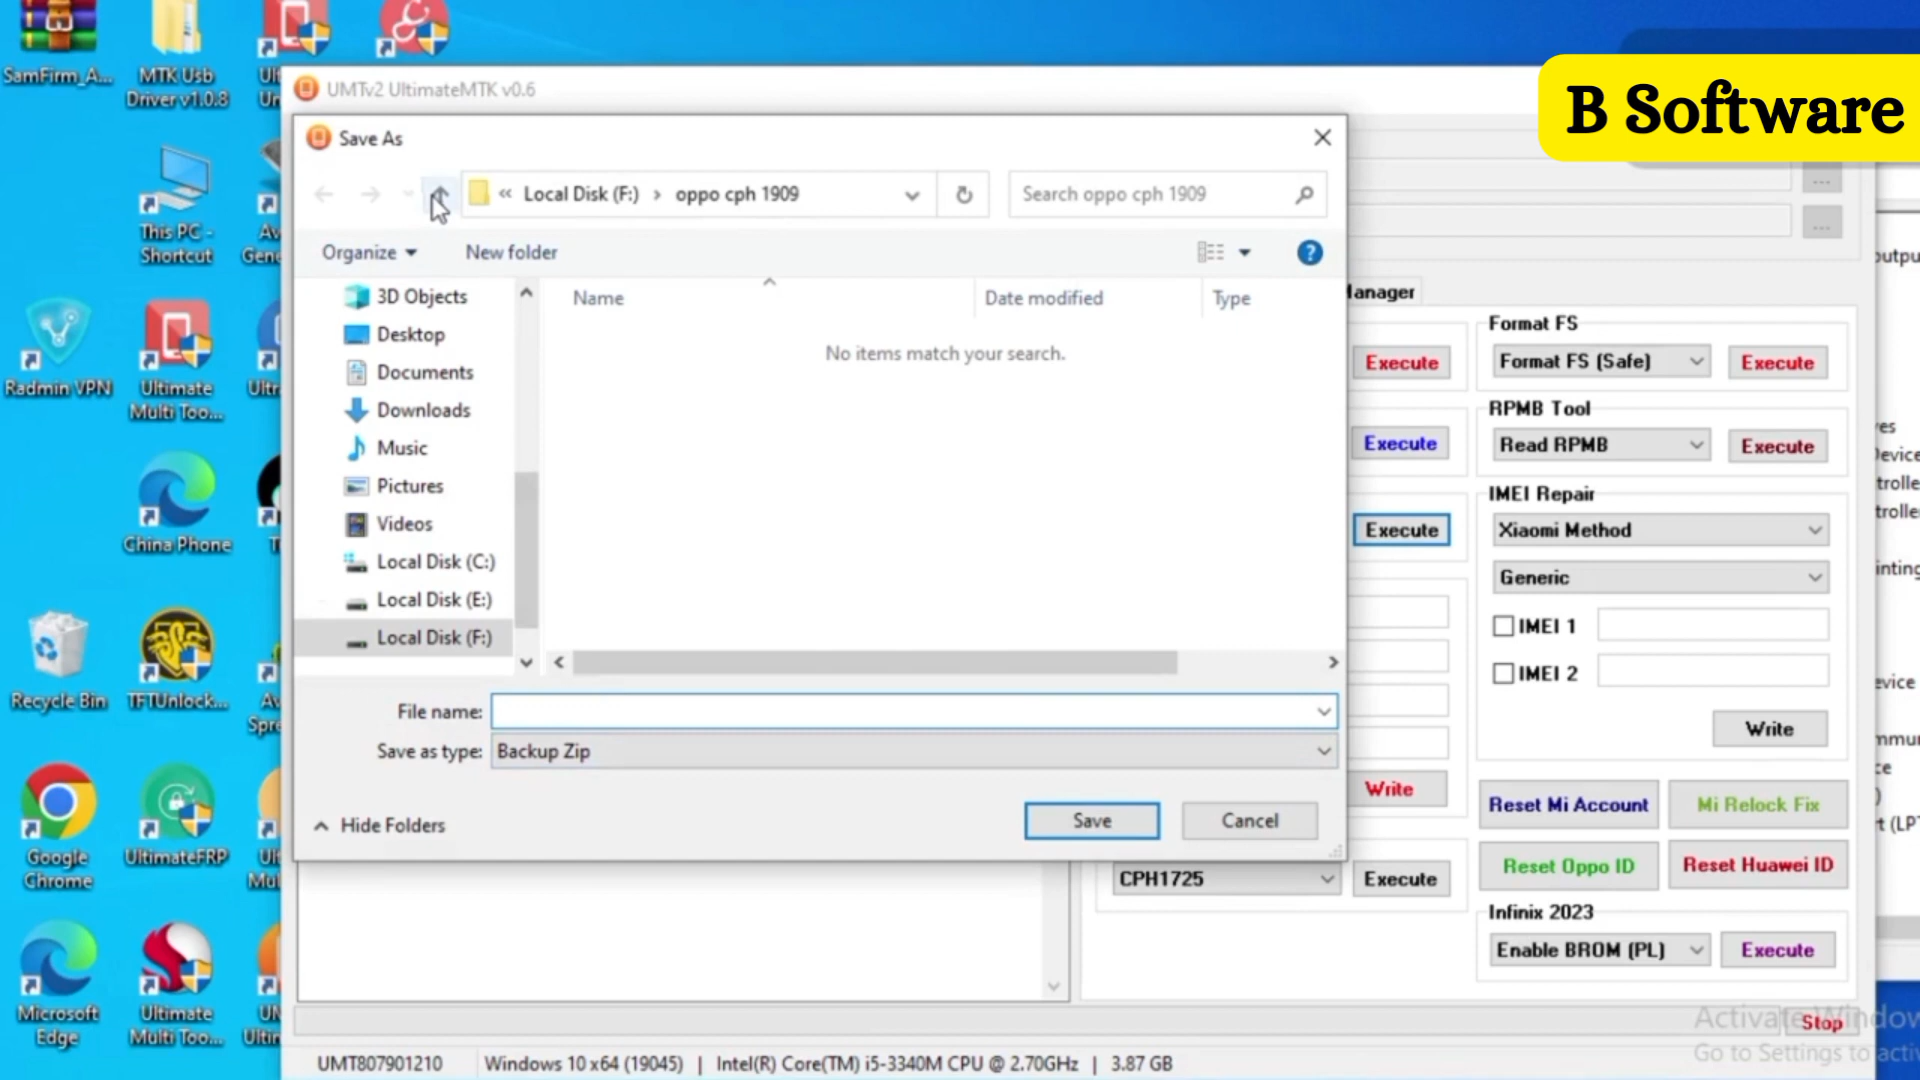 SamFirm_A...
MTK Usb
Driver v1.0.8
This PC -
Shortcut
Radmin VPN
Ultimate
Multi Too...
China Phone
Recycle Bin
TFTUnlock...
Google
Chrome
UltimateFRP
Microsoft
Edge
Ultimate
Multi Too...
B Software
UMTv2 UltimateMTK v0.6
Save As
« Local Disk (F:) › oppo cph 1909
Search oppo cph 1909
Organize
New folder
3D Objects
Desktop
Documents
Downloads
Music
Pictures
Videos
Local Disk (C:)
Local Disk (E:)
Local Disk (F:)
Name
Date modified
Type
No items match your search.
File name:
Save as type: Backup Zip
Hide Folders
Save
Cancel
Execute
Execute
Execute
Write
CPH1725
Execute
Format FS
Format FS (Safe)
Execute
RPMB Tool
Read RPMB
Execute
IMEI Repair
Xiaomi Method
Generic
IMEI 1
IMEI 2
Write
Reset Mi Account
Mi Relock Fix
Reset Oppo ID
Reset Huawei ID
Infinix 2023
Enable BROM (PL)
Execute
Stop
Go to Settings to
UMT807901210
Windows 10 x64 (19045) | Intel(R) Core(TM) i5-3340M CPU @ 2.70GHz | 3.87 GB